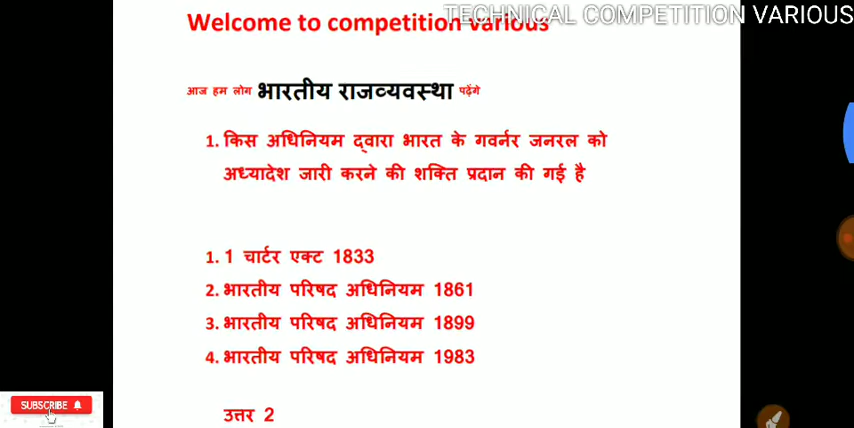 TECHNICAL COMPETITION VARIOUS
Welcome to competition various
आज हम लोग भारतीय राजव्यवस्था पढ़ेंगे
1. किस अधिनियम द्वारा भारत के गवर्नर जनरल को
अध्यादेश जारी करने की शक्ति प्रदान की गई है
1. 1 चार्टर एक्ट 1833
2. भारतीय परिषद अधिनियम 1861
3. भारतीय परिषद अधिनियम 1899
4. भारतीय परिषद अधिनियम 1983
SUBSCRIBE
उत्तर 2